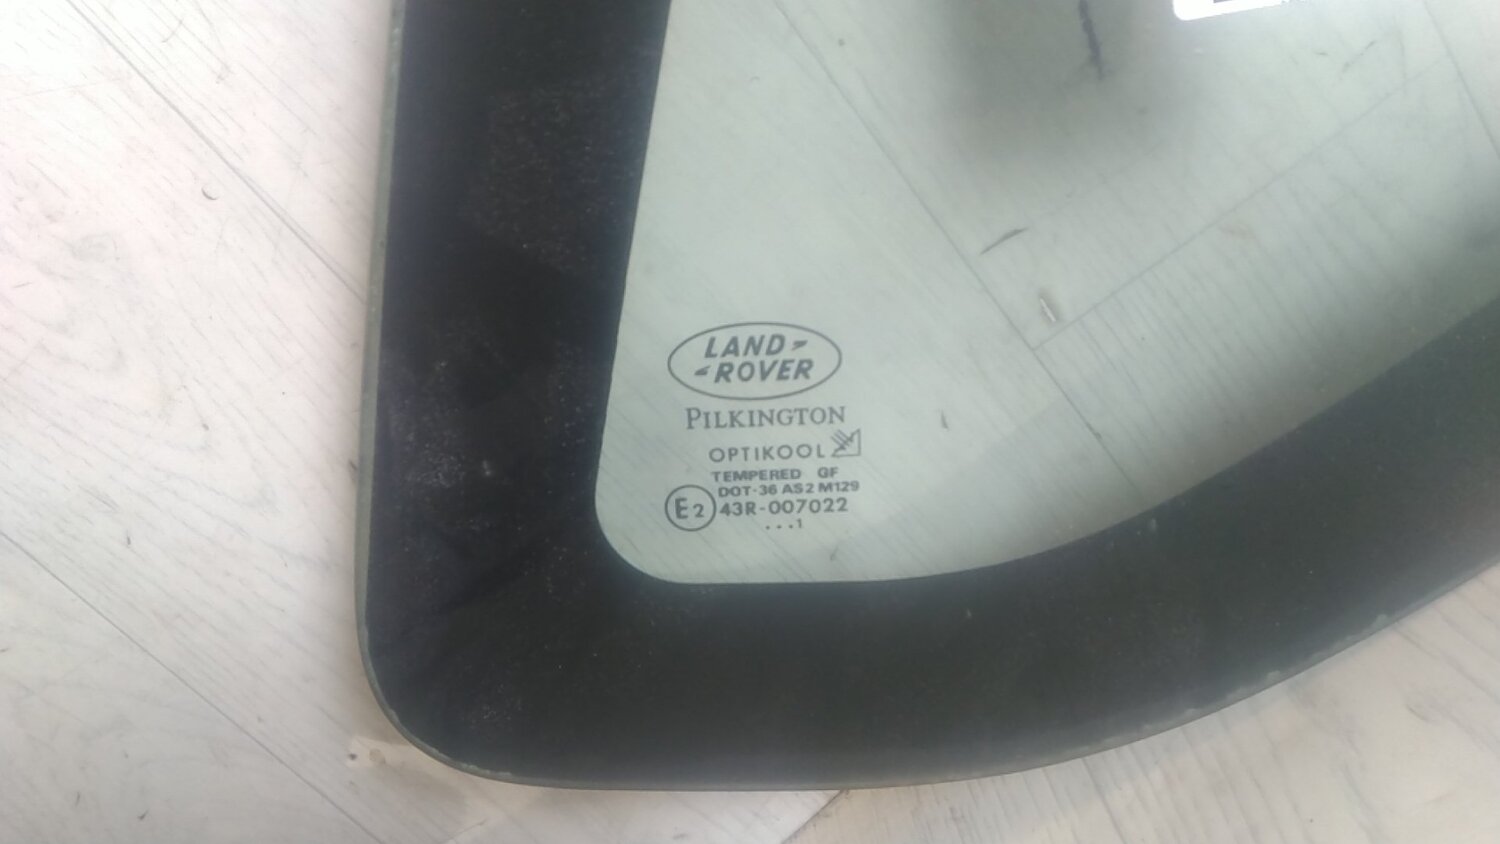 LAND
ROVER
PILKINGTON
OPTIKOOL
TEMPERED GF
DOT·36 AS2 M129
E2 43R-007022
...1